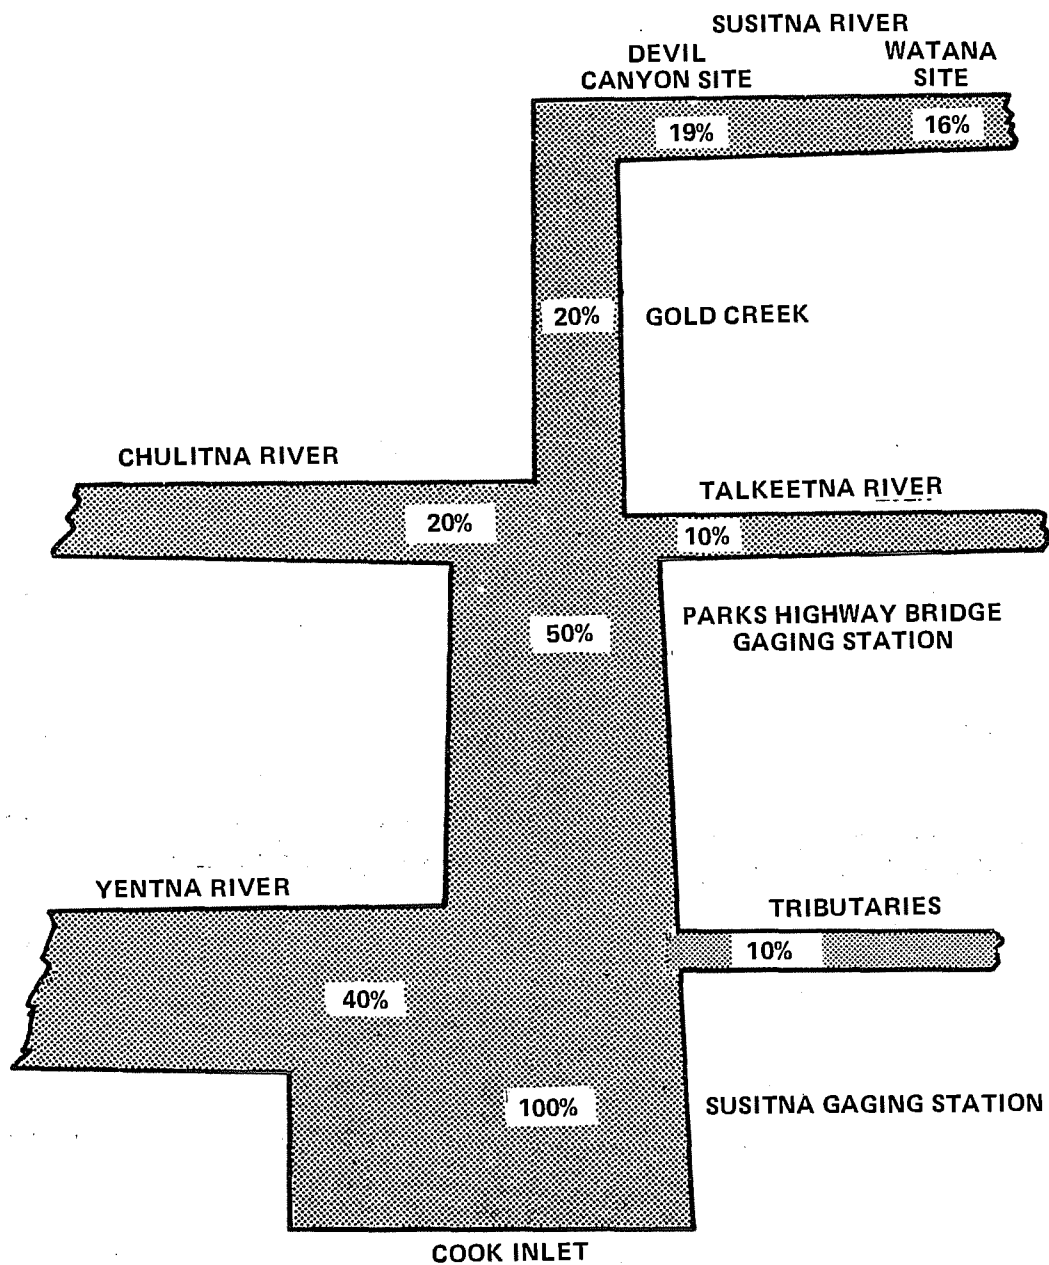 SUSITNA RIVER
DEVIL
CANYON SITE
WATANA
SITE
19%
16%
20%
GOLD CREEK
CHULITNA RIVER
TALKEETNA RIVER
20%
10%
PARKS HIGHWAY BRIDGE
GAGING STATION
50%
YENTNA RIVER
TRIBUTARIES
10%
40%
100%
SUSITNA GAGING STATION
COOK INLET